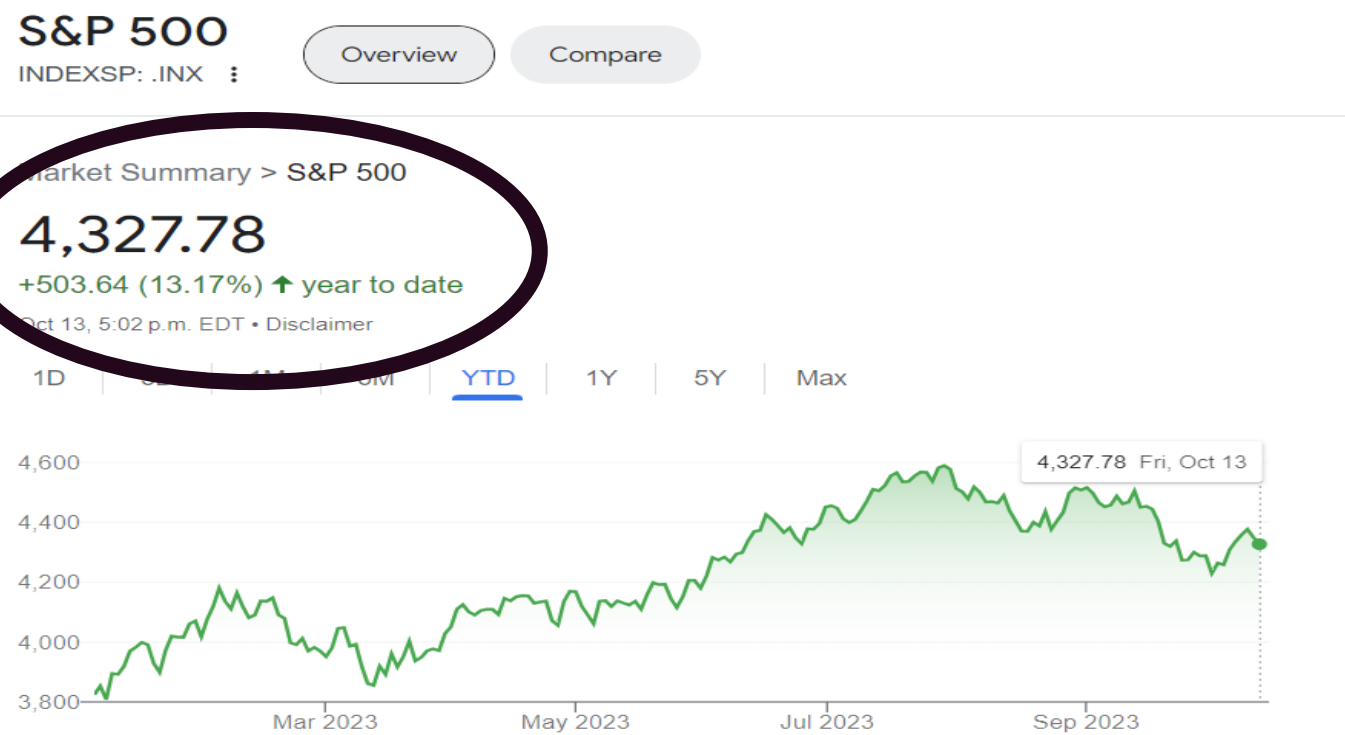 S&P 500
INDEXSP: .INX
Overview
Compare
Market Summary > S&P 500
4,327.78
+503.64 (13.17%) ↑ year to date
Oct 13, 5:02 p.m. EDT • Disclaimer
1D 1M YTD 1Y 5Y Max
4,600
4,327.78 Fri, Oct 13
4,400
4,200
4,000
3,800
Mar 2023 May 2023 Jul 2023 Sep 2023